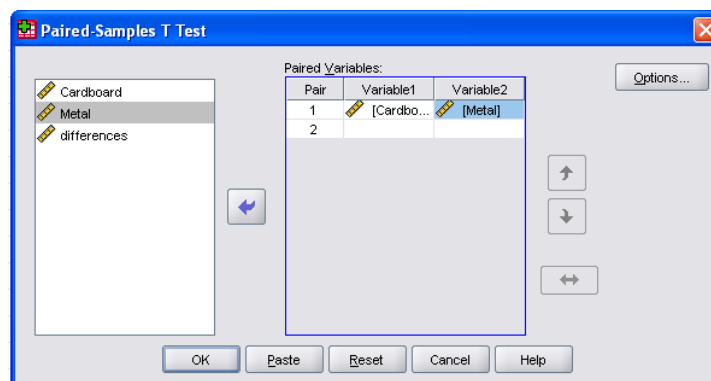 Paired-Samples T Test
Cardboard
Metal
differences
Paired Variables:
Pair Variable1 Variable2
1 [Cardbo... [Metal]
2
Options...
OK Paste Reset Cancel Help